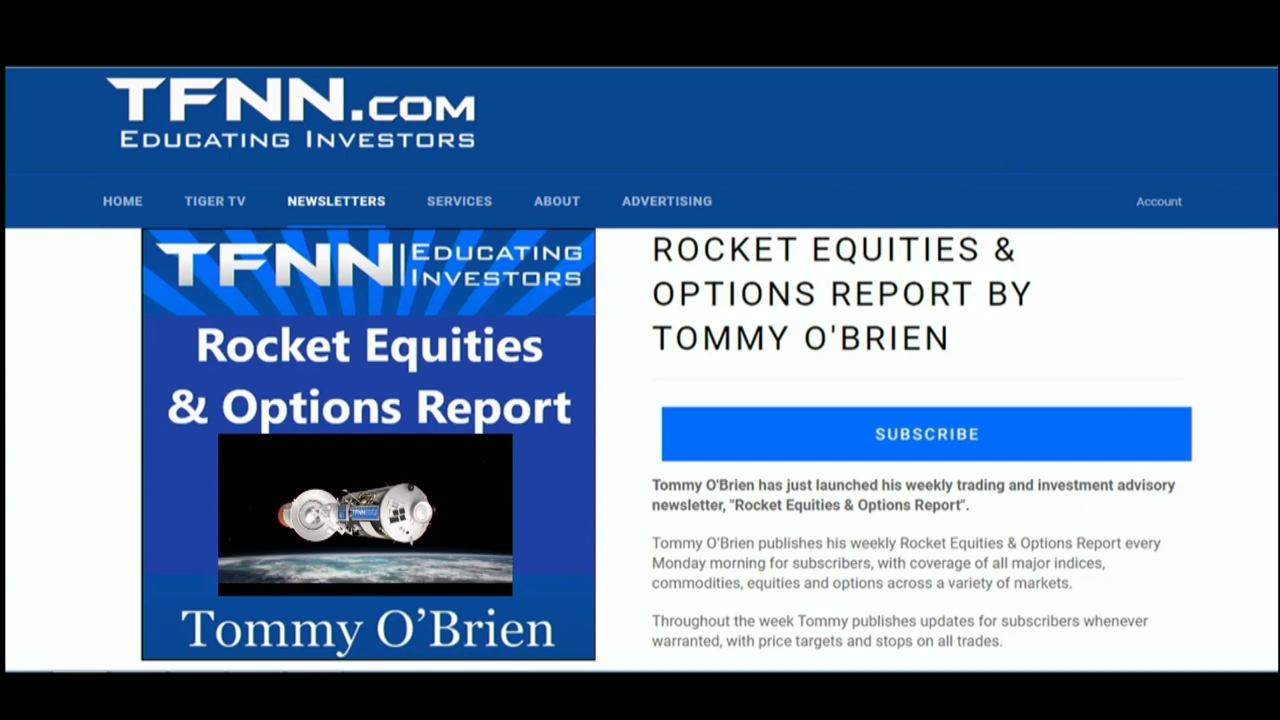 TFNN.COM
EDUCATING INVESTORS
HOME TIGER TV NEWSLETTERS SERVICES ABOUT ADVERTISING Account
TFNN EDUCATING
INVESTORS
Rocket Equities
& Options Report
TFNN
Tommy O’Brien
ROCKET EQUITIES &
OPTIONS REPORT BY
TOMMY O'BRIEN
SUBSCRIBE
Tommy O'Brien has just launched his weekly trading and investment advisory
newsletter, "Rocket Equities & Options Report".
Tommy O’Brien publishes his weekly Rocket Equities & Options Report every
Monday morning for subscribers, with coverage of all major indices,
commodities, equities and options across a variety of markets.
Throughout the week Tommy publishes updates for subscribers whenever
warranted, with price targets and stops on all trades.